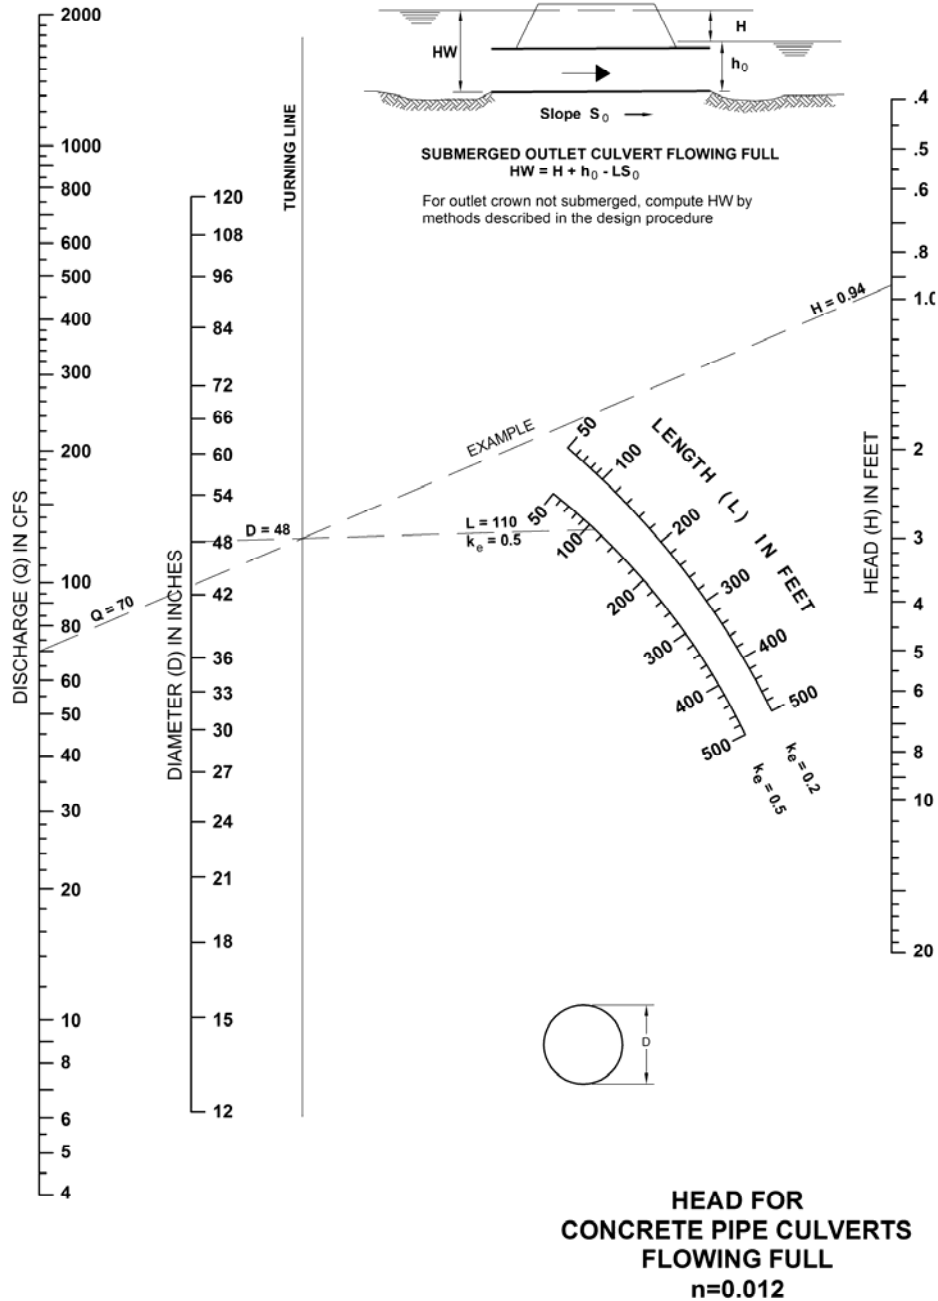 2000
1000
800
600
500
400
300
200
100
80
60
50
40
30
20
10
8
6
5
4
DISCHARGE (Q) IN CFS
120
108
96
84
72
66
60
54
48
42
36
33
30
27
24
21
18
15
12
DIAMETER (D) IN INCHES
TURNING LINE
HW
H
h0
Slope S0
SUBMERGED OUTLET CULVERT FLOWING FULL
HW = H + h0 - LS0
For outlet crown not submerged, compute HW by
methods described in the design procedure
H = 0.94
EXAMPLE
D = 48
L = 110
ke = 0.5
Q = 70
50
100
200
300
400
500
ke = 0.2
LENGTH (L) IN FEET
50
100
200
300
400
500
ke = 0.5
.4
.5
.6
.8
1.0
2
3
4
5
6
8
10
20
HEAD (H) IN FEET
D
HEAD FOR
CONCRETE PIPE CULVERTS
FLOWING FULL
n=0.012